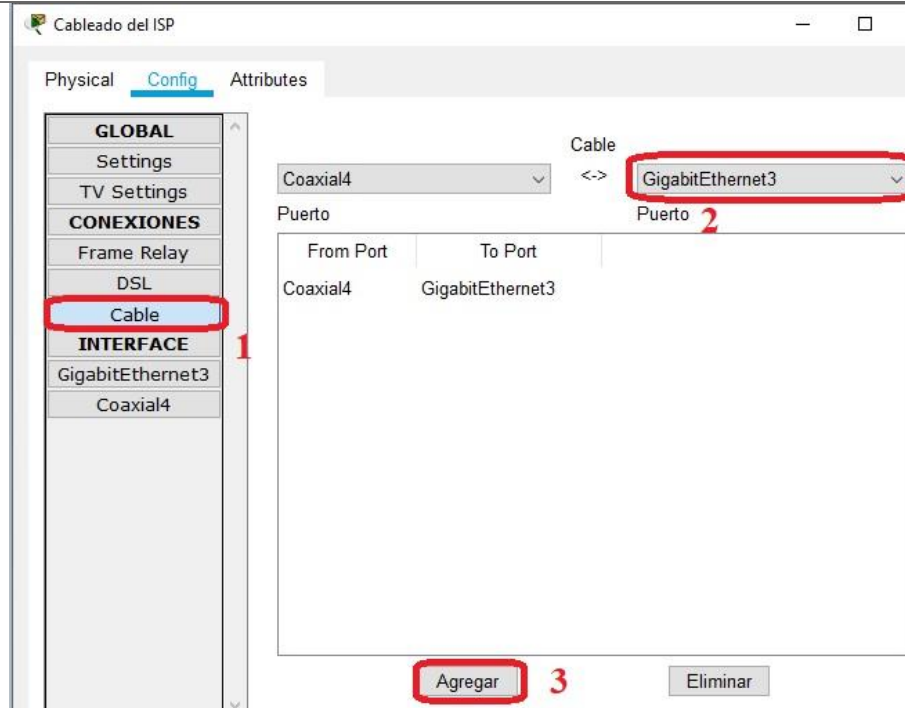 Cableado del ISP
Physical Config Attributes
GLOBAL
Settings
TV Settings
CONEXIONES
Frame Relay
DSL
Cable
INTERFACE
GigabitEthernet3
Coaxial4
1
Cable
Coaxial4 <-> GigabitEthernet3
Puerto Puerto 2
From Port To Port
Coaxial4 GigabitEthernet3
Agregar 3 Eliminar